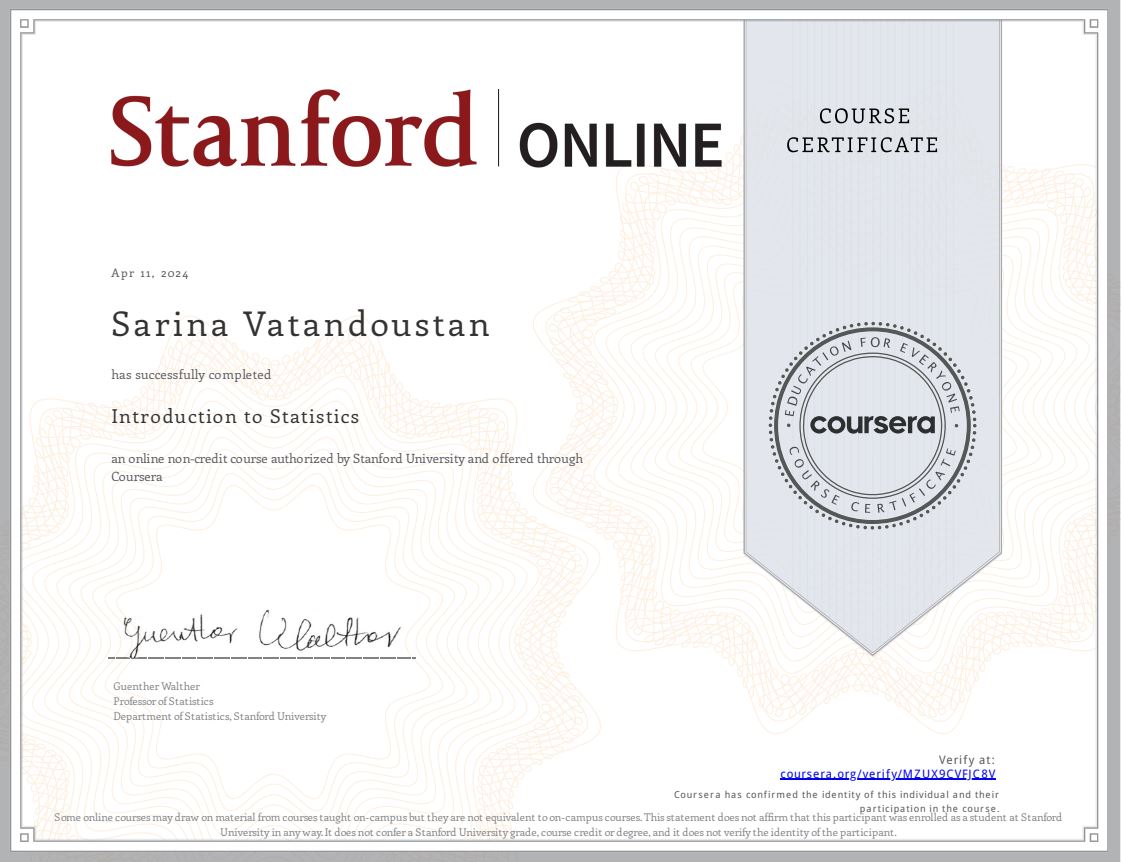 Stanford | ONLINE
COURSE
CERTIFICATE
Apr 11, 2024
Sarina Vatandoustan
has successfully completed
Introduction to Statistics
an online non-credit course authorized by Stanford University and offered through
Coursera
EDUCATION FOR EVERYONE
coursera
COURSE CERTIFICATE
Guenther Walther
Guenther Walther
Professor of Statistics
Department of Statistics, Stanford University
Verify at:
coursera.org/verify/MZUX9CVFJC8V
Coursera has confirmed the identity of this individual and their
participation in the course.
Some online courses may draw on material from courses taught on-campus but they are not equivalent to on-campus courses. This statement does not affirm that this participant was enrolled as a student at Stanford
University in any way. It does not confer a Stanford University grade, course credit or degree, and it does not verify the identity of the participant.